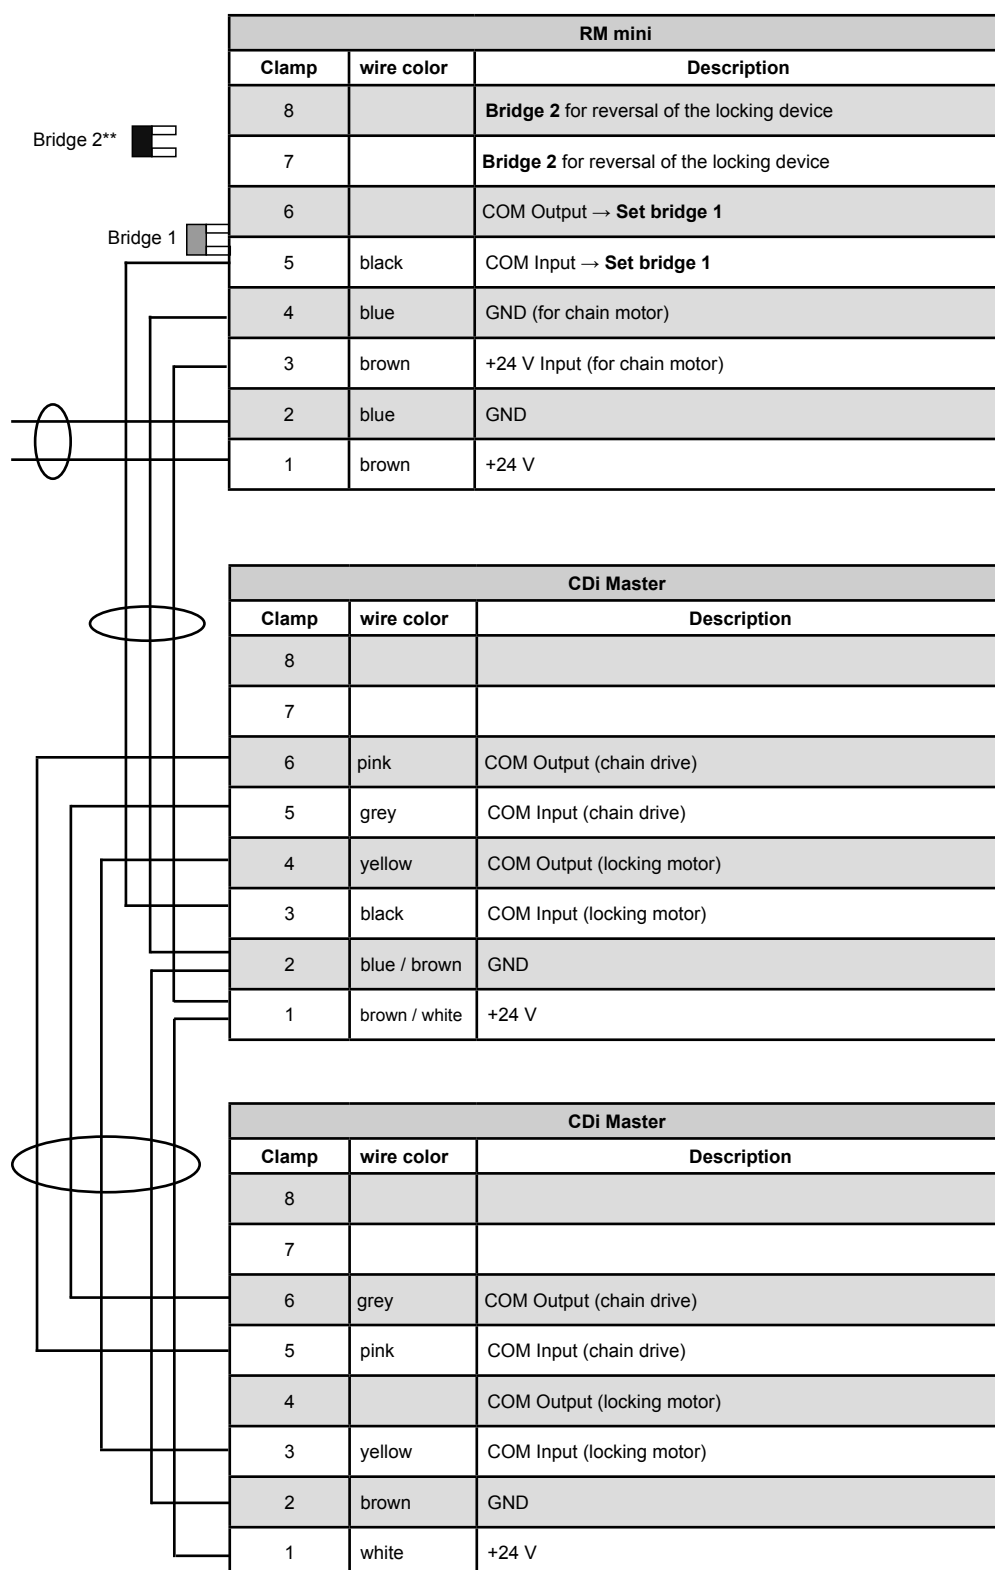 RM mini
Clamp wire color Description
8 Bridge 2 for reversal of the locking device
Bridge 2**
7 Bridge 2 for reversal of the locking device
6 COM Output → Set bridge 1
Bridge 1
5 black COM Input → Set bridge 1
4 blue GND (for chain motor)
3 brown +24 V Input (for chain motor)
2 blue GND
1 brown +24 V
CDi Master
Clamp wire color Description
8
7
6 pink COM Output (chain drive)
5 grey COM Input (chain drive)
4 yellow COM Output (locking motor)
3 black COM Input (locking motor)
2 blue / brown GND
1 brown / white +24 V
CDi Master
Clamp wire color Description
8
7
6 grey COM Output (chain drive)
5 pink COM Input (chain drive)
4 COM Output (locking motor)
3 yellow COM Input (locking motor)
2 brown GND
1 white +24 V